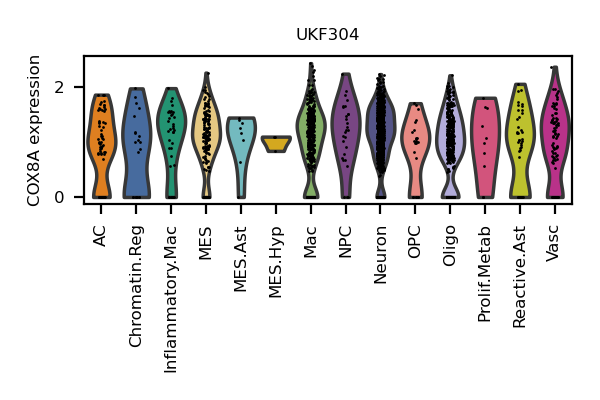 UKF304
COX8A expression
2
0
AC
Chromatin.Reg
Inflammatory.Mac
MES
MES.Ast
MES.Hyp
Mac
NPC
Neuron
OPC
Oligo
Prolif.Metab
Reactive.Ast
Vasc